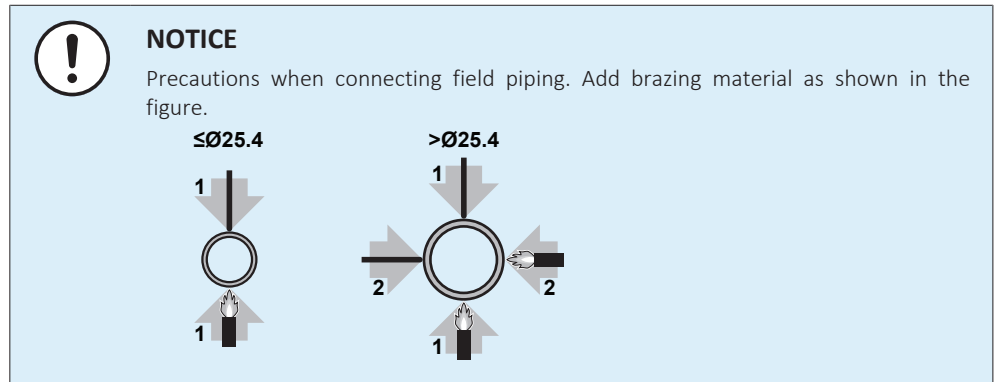 NOTICE
Precautions when connecting field piping. Add brazing material as shown in the
figure.
≤Ø25.4
>Ø25.4
1
1
2
2
1
1